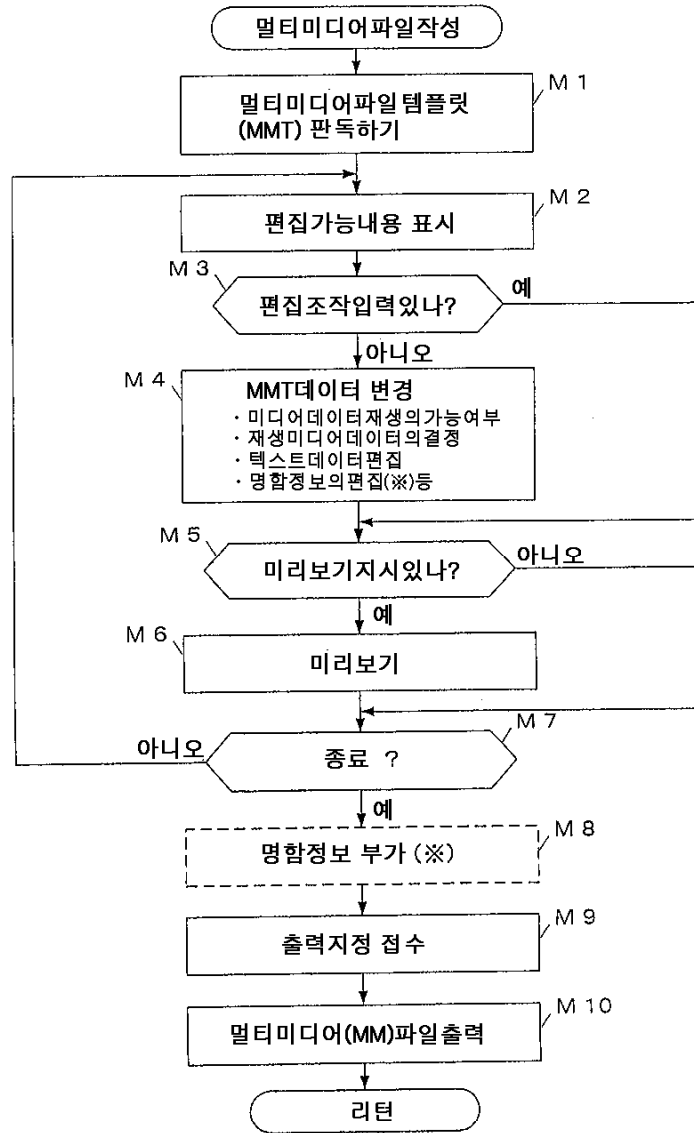 멀티미디어파일작성
M 1
멀티미디어파일템플릿
(MMT) 판독하기
M 2
편집가능내용 표시
M 3
편집조작입력있나?
예
아니오
M 4
MMT데이터 변경
· 미디어데이터재생의가능여부
· 재생미디어데이터의결정
· 텍스트데이터편집
· 명함정보의편집(※)등
M 5
미리보기지시있나?
아니오
예
M 6
미리보기
M 7
아니오
종료 ?
예
M 8
명함정보 부가 (※)
M 9
출력지정 접수
M 10
멀티미디어(MM)파일출력
리턴